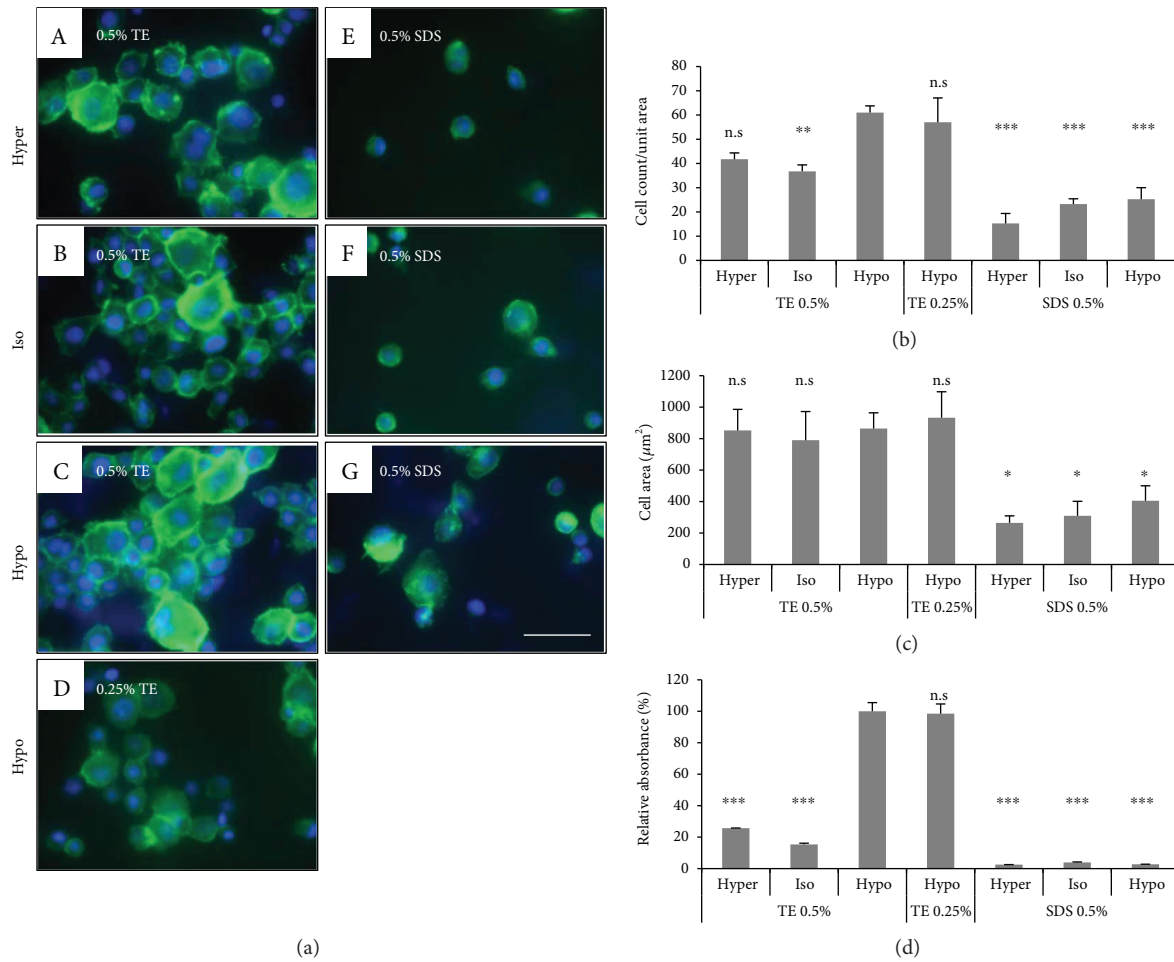 A
0.5% TE
E
0.5% SDS
Hyper
B
0.5% TE
F
0.5% SDS
Iso
C
0.5% TE
G
0.5% SDS
Hypo
D
0.25% TE
Hypo
(a)
80
70
60
50
40
30
20
10
0
Cell count/unit area
n.s
**
n.s
***
***
***
Hyper Iso Hypo Hypo Hyper Iso Hypo
TE 0.5% TE 0.25% SDS 0.5%
(b)
1200
1000
800
600
400
200
0
Cell area (μm²)
n.s
n.s
n.s
*
*
*
Hyper Iso Hypo Hypo Hyper Iso Hypo
TE 0.5% TE 0.25% SDS 0.5%
(c)
120
100
80
60
40
20
0
Relative absorbance (%)
***
***
n.s
***
***
***
Hyper Iso Hypo Hypo Hyper Iso Hypo
TE 0.5% TE 0.25% SDS 0.5%
(d)